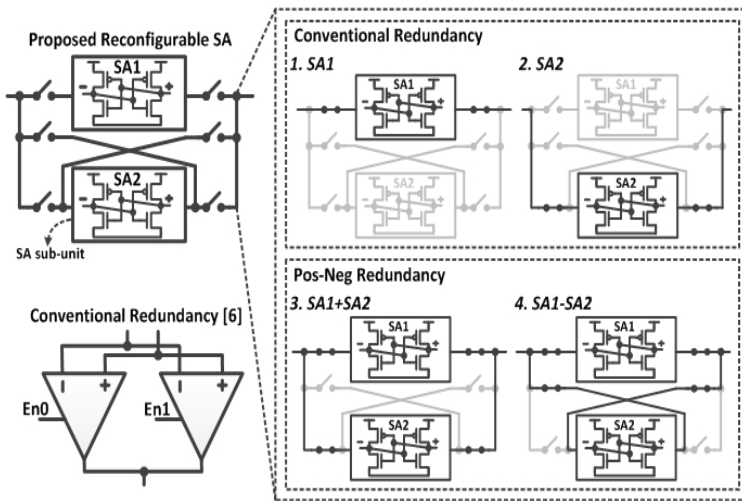 Proposed Reconfigurable SA
SA1
- +
SA2
- +
SA sub-unit
Conventional Redundancy [6]
- + - +
En0 En1
Conventional Redundancy
1. SA1 2. SA2
SA1 SA1
- + - +
SA2 SA2
- + - +
Pos-Neg Redundancy
3. SA1+SA2 4. SA1-SA2
SA1 SA1
- + - +
SA2 SA2
- + - +